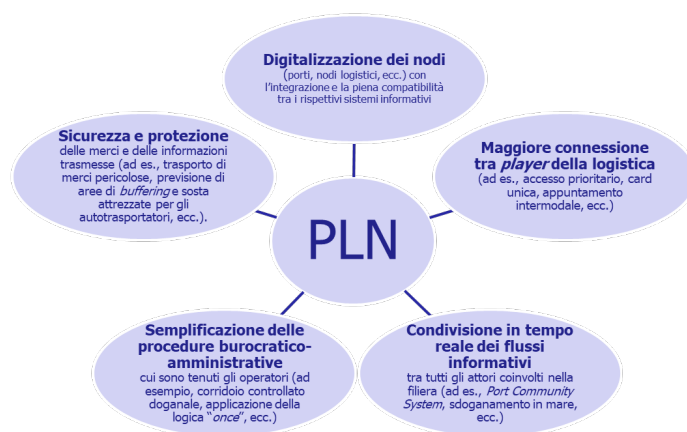 Digitalizzazione dei nodi
(porti, nodi logistici, ecc.) con
l'integrazione e la piena compatibilità
tra i rispettivi sistemi informativi
Sicurezza e protezione
delle merci e delle informazioni
trasmesse (ad es., trasporto di
merci pericolose, previsione di
aree di buffering e sosta
attrezzate per gli
autotrasportatori, ecc.).
Maggiore connessione
tra player della logistica
(ad es., accesso prioritario, card
unica, appuntamento
intermodale, ecc.)
PLN
Semplificazione delle
procedure burocratico-
amministrative
cui sono tenuti gli operatori (ad
esempio, corridoio controllato
doganale, applicazione della
logica "once", ecc.)
Condivisione in tempo
reale dei flussi
informativi
tra tutti gli attori coinvolti nella
filiera (ad es., Port Community
System, sdoganamento in mare,
ecc.)